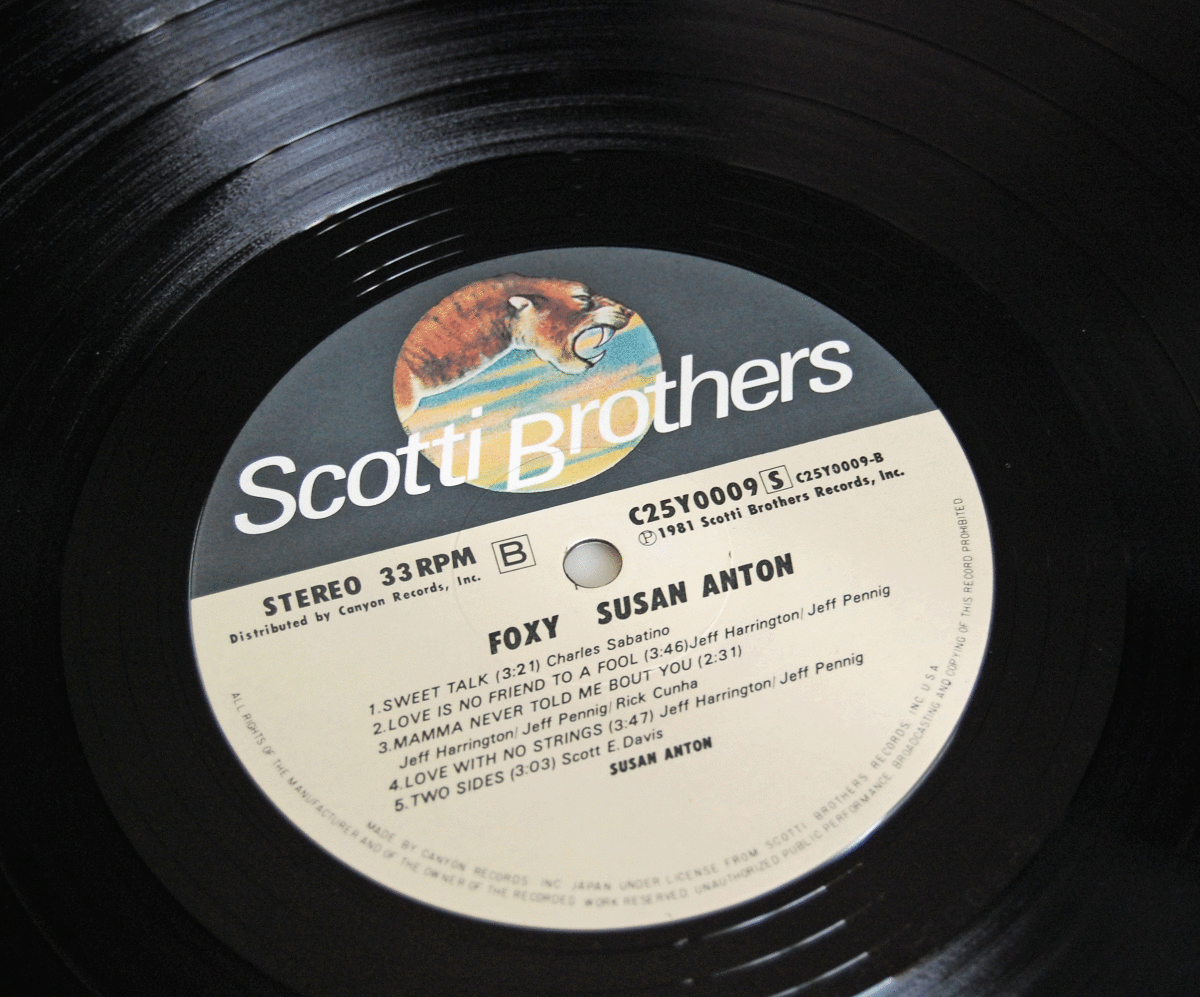 Scotti Brothers
STEREO 33 RPM B
Distributed by Canyon Records, Inc.
C25Y0009 S C25Y0009-B
Ⓟ1981 Scotti Brothers Records, Inc.
FOXY SUSAN ANTON
1. SWEET TALK (3:21) Charles Sabatino
2. LOVE IS NO FRIEND TO A FOOL (3:46) Jeff Harrington/ Jeff Pennig
3. MAMMA NEVER TOLD ME BOUT YOU (2:31)
Jeff Harrington/ Jeff Pennig/ Rick Cunha
4. LOVE WITH NO STRINGS (3:47) Jeff Harrington/ Jeff Pennig
5. TWO SIDES (3:03) Scott E. Davis
SUSAN ANTON
MADE BY CANYON RECORDS. INC. JAPAN UNDER LICENSE FROM SCOTTI BROTHERS RECORDS, INC U.S.A.
ALL RIGHTS OF THE MANUFACTURER AND OF THE OWNER OF THE RECORDED WORK RESERVED. UNAUTHORIZED PUBLIC PERFORMANCE. BROADCASTING AND COPYING OF THIS RECORD PROHIBITED